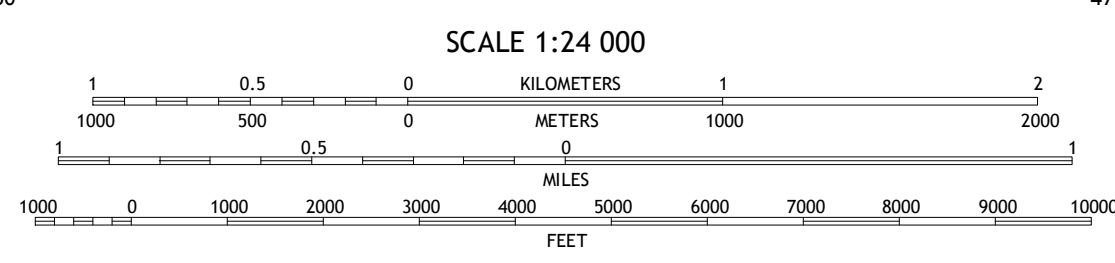 SCALE 1:24 000
1 0.5 0 KILOMETERS 1 2
1000 500 0 METERS 1000 2000
1 0.5 0 1
MILES
1000 0 1000 2000 3000 4000 5000 6000 7000 8000 9000 10000
FEET